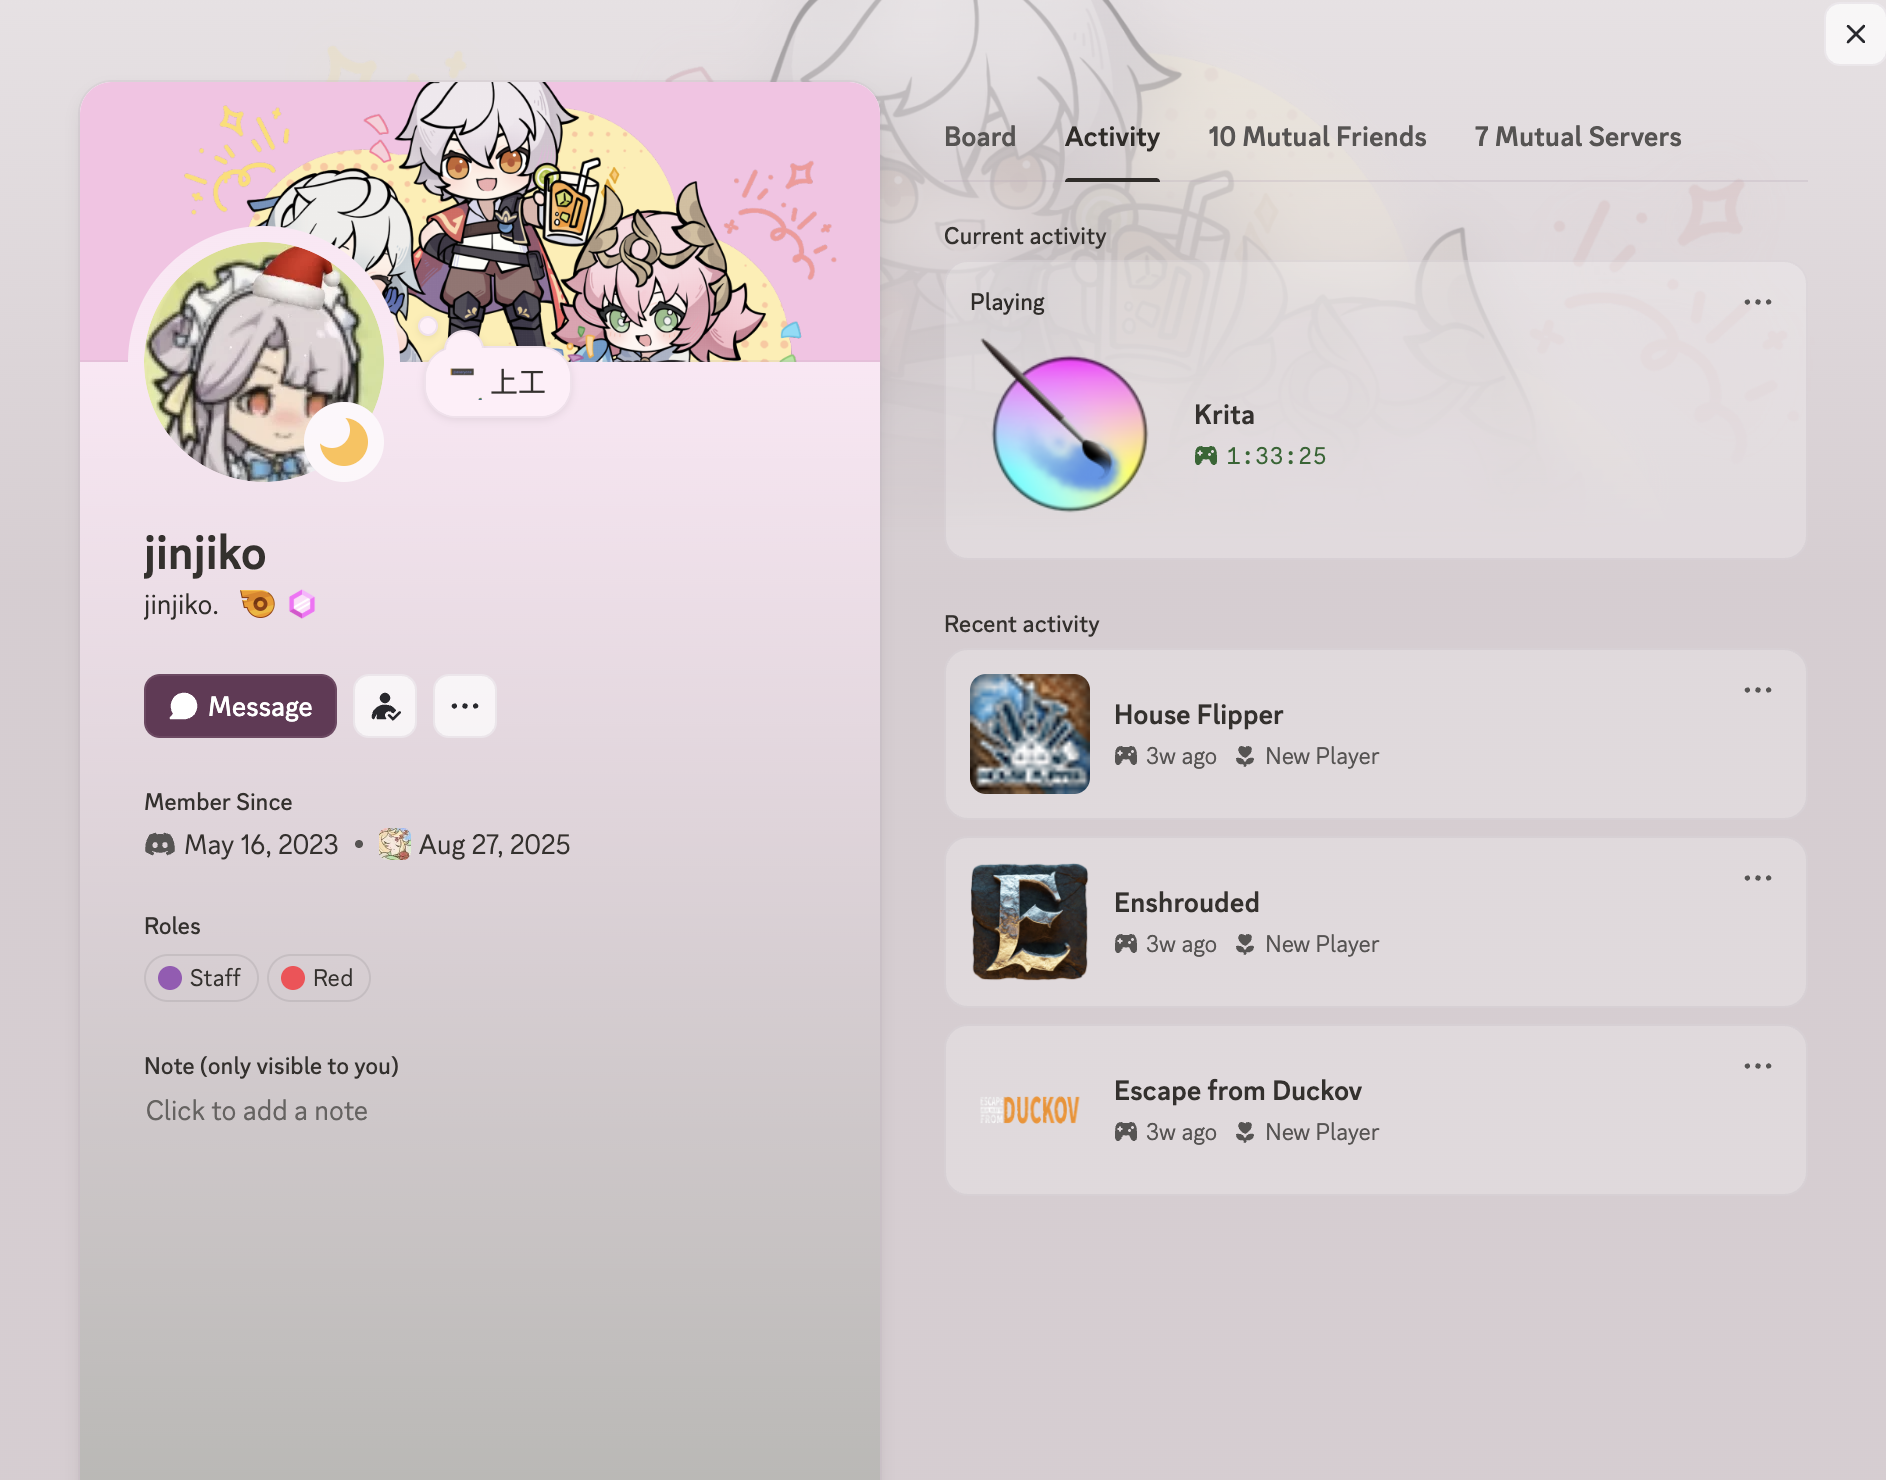 Board
Activity
10 Mutual Friends
7 Mutual Servers
Current activity
Playing
Krita
1:33:25
上工
jinjiko
jinjiko.
Message
Member Since
May 16, 2023 • Aug 27, 2025
Roles
Staff
Red
Note (only visible to you)
Click to add a note
Recent activity
House Flipper
3w ago New Player
HOUSE FLIPPER
Enshrouded
3w ago New Player
E
Escape from Duckov
3w ago New Player
DUCKOV